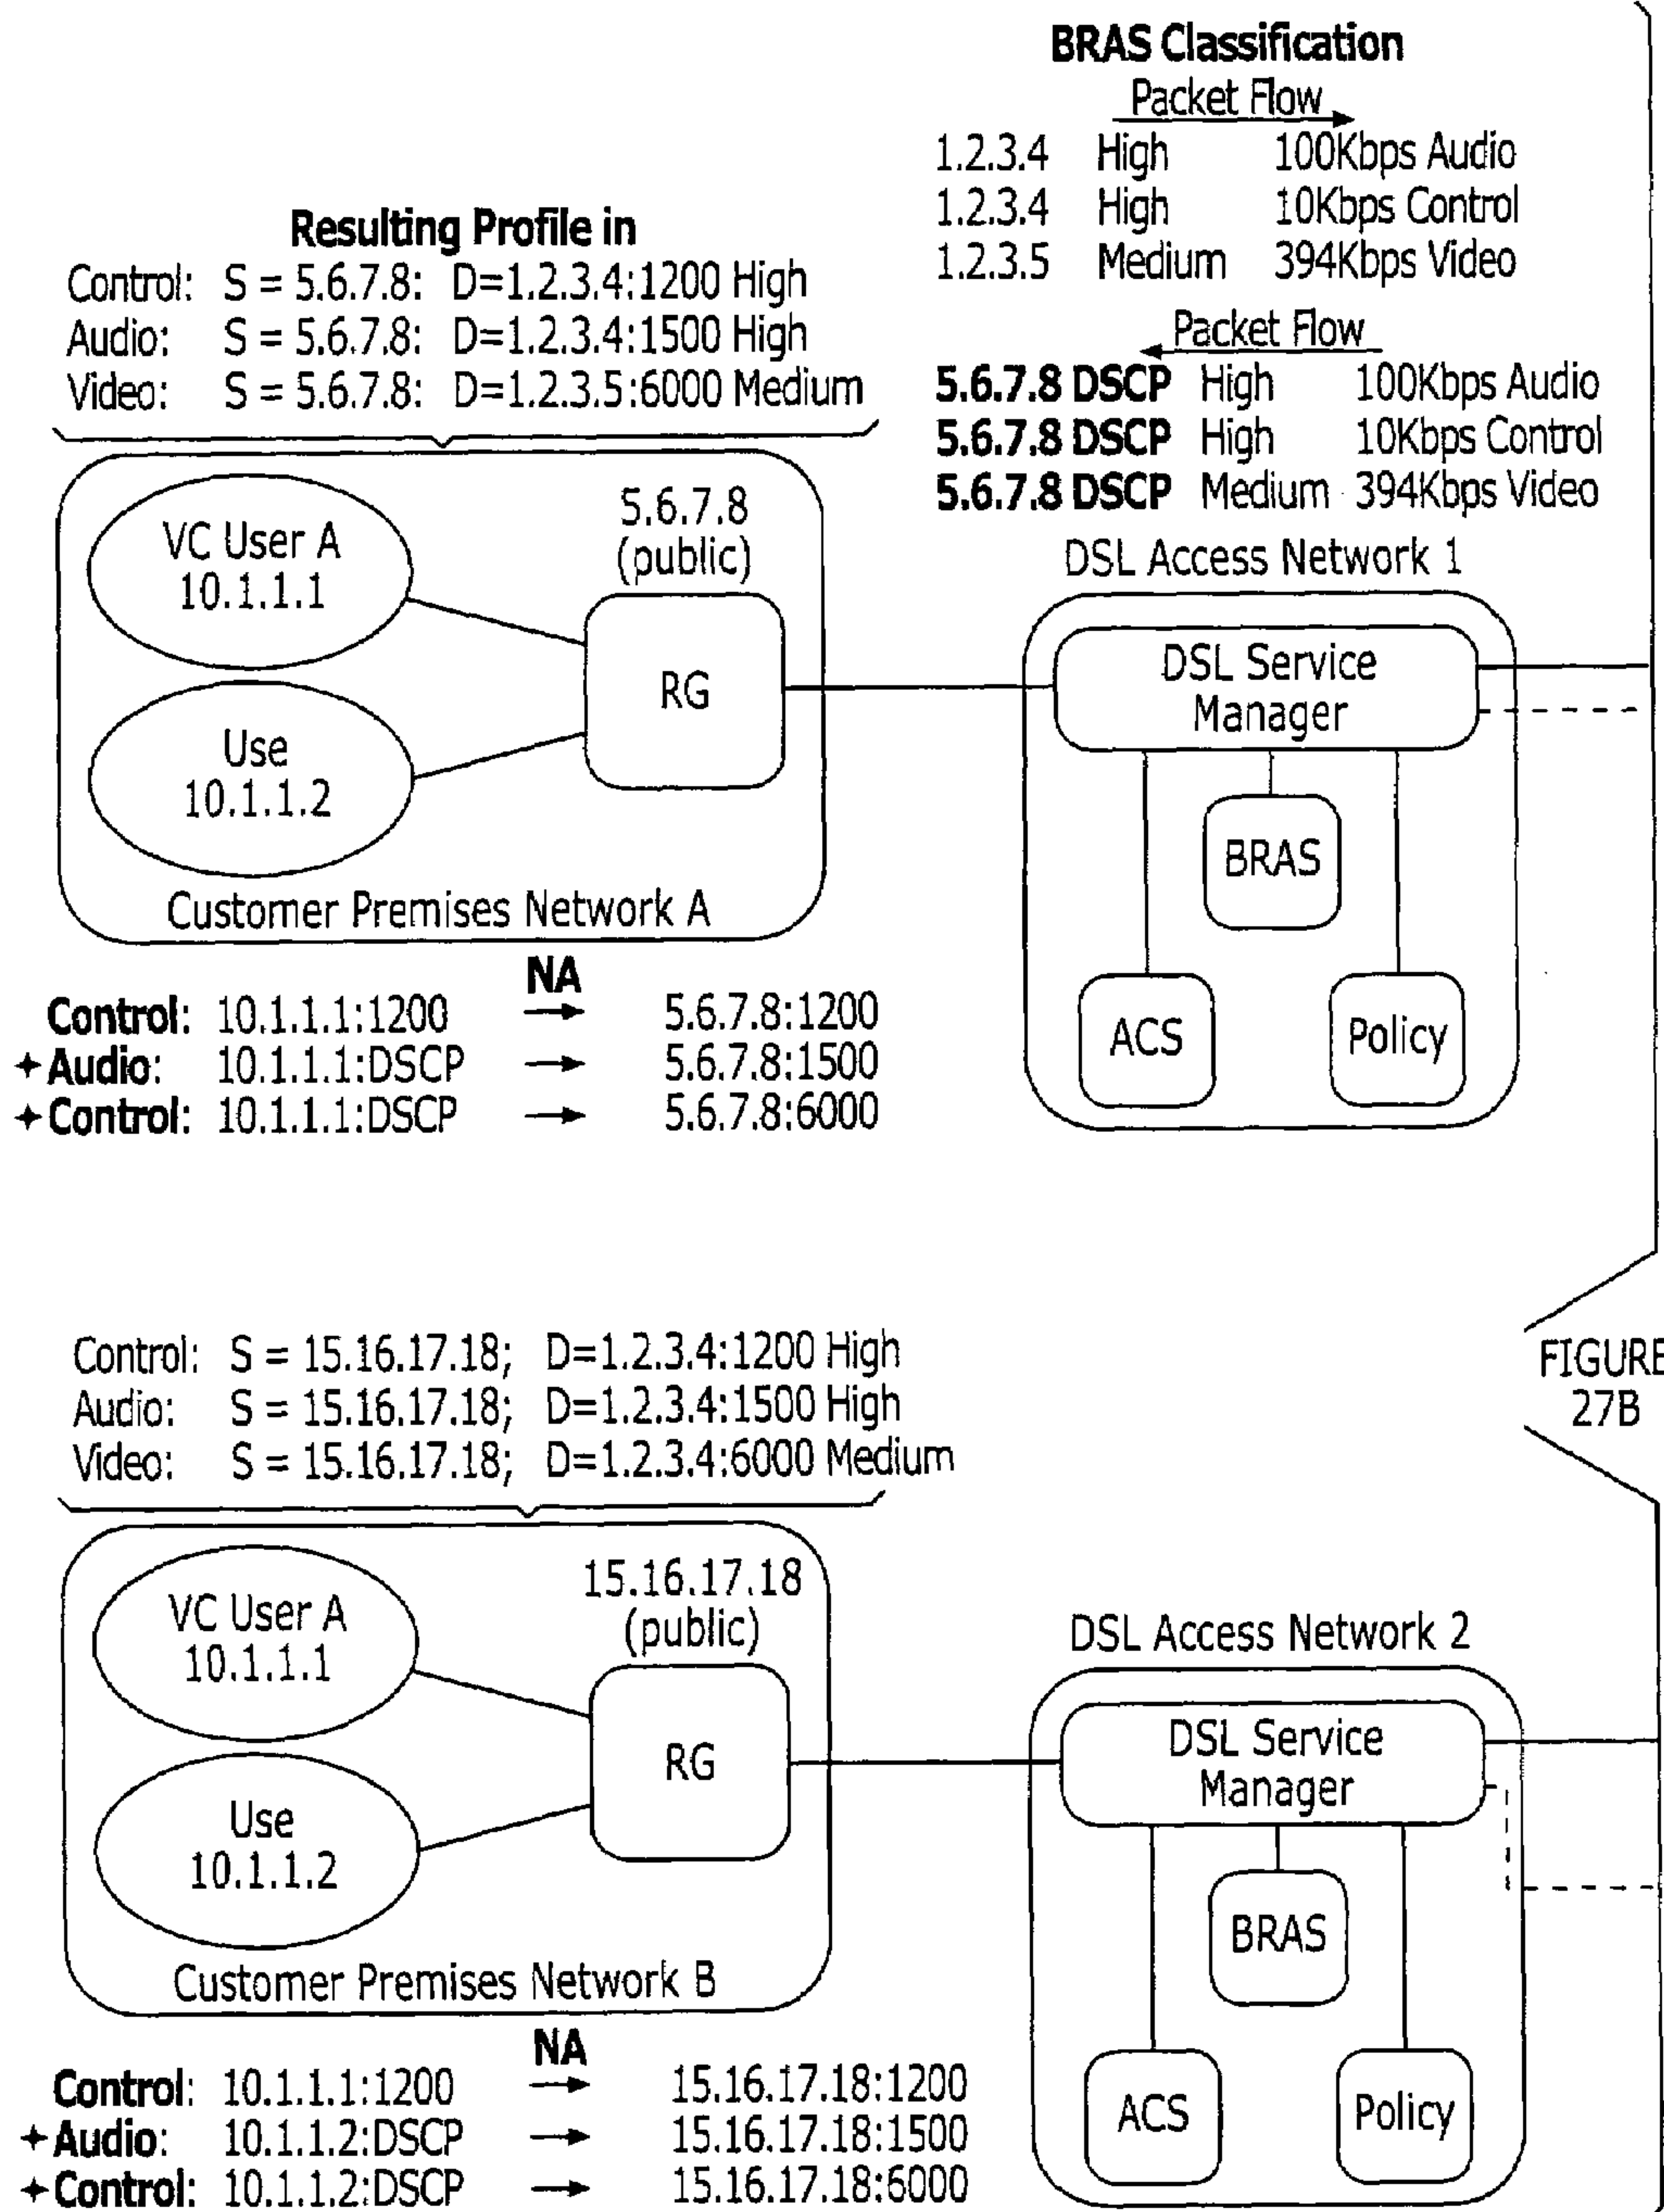 BRAS Classification
Packet Flow
1.2.3.4 High 100Kbps Audio
1.2.3.4 High 10Kbps Control
1.2.3.5 Medium 394Kbps Video
Packet Flow
5.6.7.8 DSCP High 100Kbps Audio
5.6.7.8 DSCP High 10Kbps Control
5.6.7.8 DSCP Medium 394Kbps Video
Resulting Profile in
Control: S = 5.6.7.8: D=1.2.3.4:1200 High
Audio: S = 5.6.7.8: D=1.2.3.4:1500 High
Video: S = 5.6.7.8: D=1.2.3.5:6000 Medium
VC User A
10.1.1.1
Use
10.1.1.2
5.6.7.8
(public)
RG
Customer Premises Network A
DSL Access Network 1
DSL Service
Manager
BRAS
ACS
Policy
NA
Control: 10.1.1.1:1200 → 5.6.7.8:1200
+Audio: 10.1.1.1:DSCP → 5.6.7.8:1500
+Control: 10.1.1.1:DSCP → 5.6.7.8:6000
FIGURE
27B
Control: S = 15.16.17.18; D=1.2.3.4:1200 High
Audio: S = 15.16.17.18; D=1.2.3.4:1500 High
Video: S = 15.16.17.18; D=1.2.3.4:6000 Medium
VC User A
10.1.1.1
Use
10.1.1.2
15.16.17.18
(public)
RG
Customer Premises Network B
DSL Access Network 2
DSL Service
Manager
BRAS
ACS
Policy
NA
Control: 10.1.1.1:1200 → 15.16.17.18:1200
+Audio: 10.1.1.2:DSCP → 15.16.17.18:1500
+Control: 10.1.1.2:DSCP → 15.16.17.18:6000